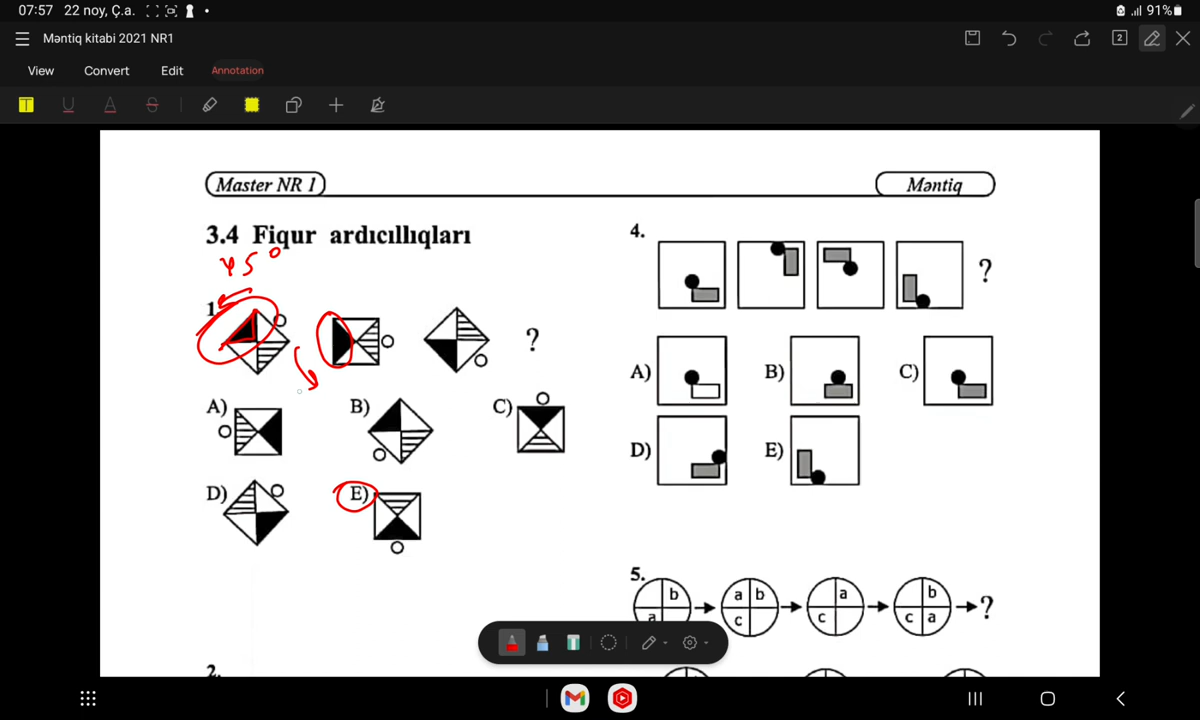 07:57 22 noy, Ç.a.
91%
Məntiq kitabi 2021 NR1
2
View Convert Edit Annotation
T U A S
Master NR 1
Məntiq
3.4 Fiqur ardıcıllıqları
45°
1
?
A) B) C)
D) E)
2.
4.
?
A) B) C)
D) E)
5.
b a
a b c
a c
b c a
?